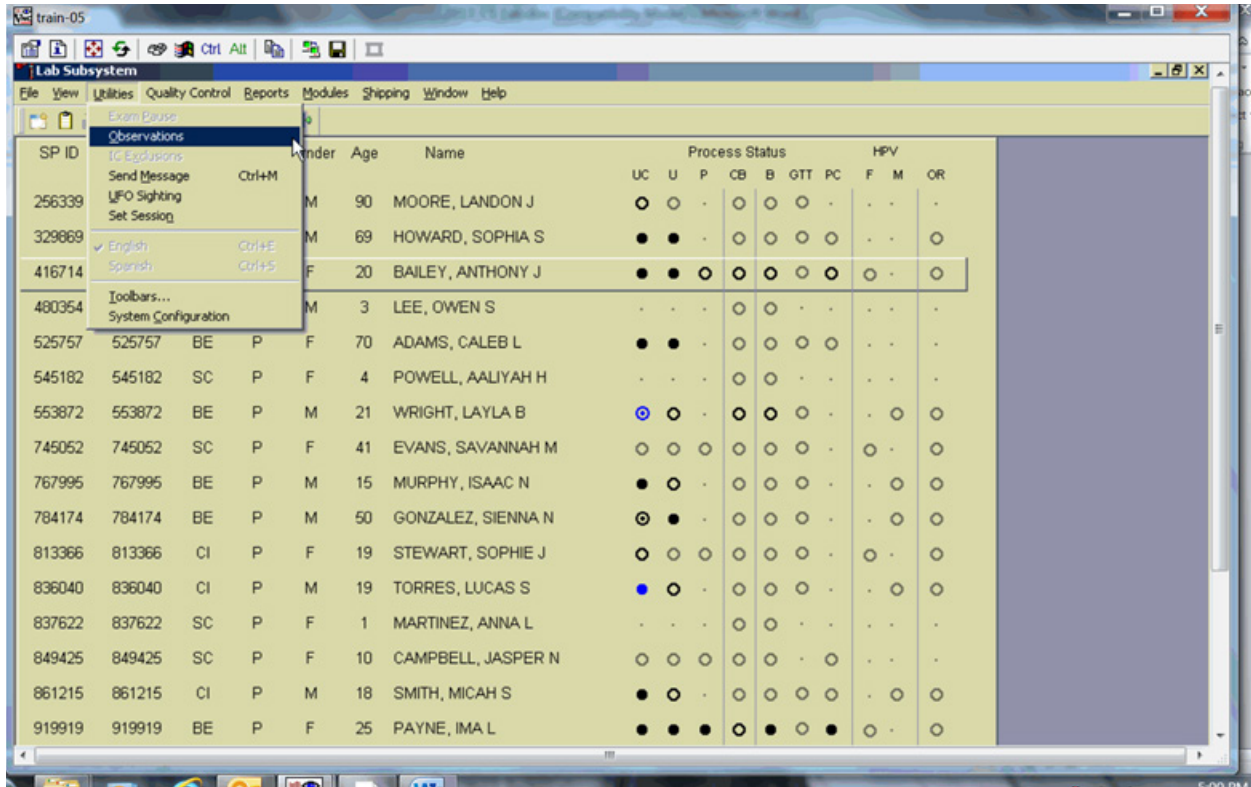 train-05
Ctrl Alt
Lab Subsystem
File View Utilities Quality Control Reports Modules Shipping Window Help
Exam Pause
Observations
IC Exclusions
Send Message Ctrl+M
UFO Sighting
Set Session
English Ctrl+E
Spanish Ctrl+S
Toolbars...
System Configuration
SP ID nder Age Name Process Status HPV
UC U P CB B GTT PC F M OR
256339 M 90 MOORE, LANDON J
329869 M 69 HOWARD, SOPHIA S
416714 F 20 BAILEY, ANTHONY J
480354 M 3 LEE, OWEN S
525757 525757 BE P F 70 ADAMS, CALEB L
545182 545182 SC P F 4 POWELL, AALIYAH H
553872 553872 BE P M 21 WRIGHT, LAYLA B
745052 745052 SC P F 41 EVANS, SAVANNAH M
767995 767995 BE P M 15 MURPHY, ISAAC N
784174 784174 BE P M 50 GONZALEZ, SIENNA N
813366 813366 CI P F 19 STEWART, SOPHIE J
836040 836040 CI P M 19 TORRES, LUCAS S
837622 837622 SC P F 1 MARTINEZ, ANNA L
849425 849425 SC P F 10 CAMPBELL, JASPER N
861215 861215 CI P M 18 SMITH, MICAH S
919919 919919 BE P F 25 PAYNE, IMA L
5:00 PM